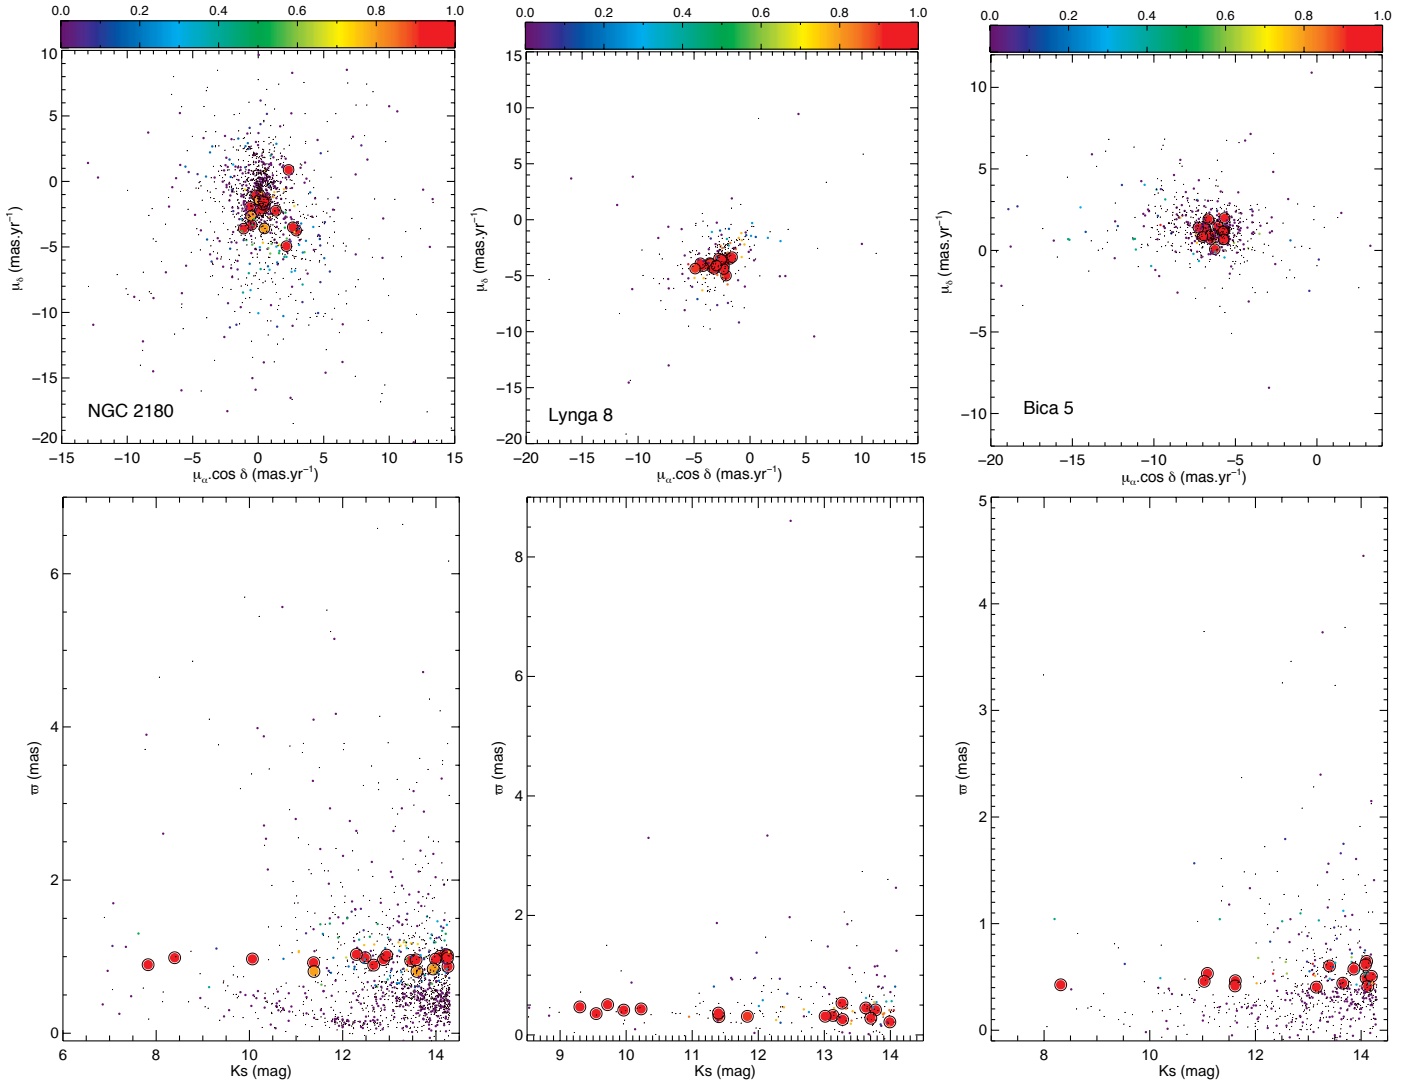 0.0 0.2 0.4 0.6 0.8 1.0
10
5
0
−5
−10
−15
−20
μδ (mas.yr⁻¹)
NGC 2180
−15 −10 −5 0 5 10 15
μα.cos δ (mas.yr⁻¹)
0.0 0.2 0.4 0.6 0.8 1.0
15
10
5
0
−5
−10
−15
−20
μδ (mas.yr⁻¹)
Lynga 8
−20 −15 −10 −5 0 5 10 15
μα.cos δ (mas.yr⁻¹)
0.0 0.2 0.4 0.6 0.8 1.0
10
5
0
−5
−10
μδ (mas.yr⁻¹)
Bica 5
−20 −15 −10 −5 0
μα.cos δ (mas.yr⁻¹)
6
4
2
0
ϖ (mas)
6 8 10 12 14
Ks (mag)
8
6
4
2
0
ϖ (mas)
9 10 11 12 13 14
Ks (mag)
5
4
3
2
1
0
ϖ (mas)
8 10 12 14
Ks (mag)